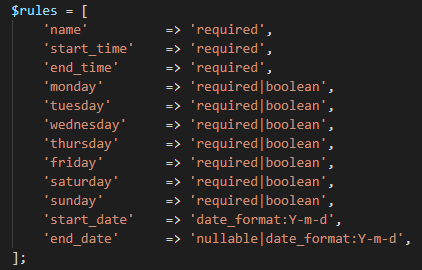 $rules = [
    'name'          => 'required',
    'start_time'    => 'required',
    'end_time'      => 'required',
    'monday'        => 'required|boolean',
    'tuesday'       => 'required|boolean',
    'wednesday'     => 'required|boolean',
    'thursday'      => 'required|boolean',
    'friday'        => 'required|boolean',
    'saturday'      => 'required|boolean',
    'sunday'        => 'required|boolean',
    'start_date'    => 'date_format:Y-m-d',
    'end_date'      => 'nullable|date_format:Y-m-d',
];